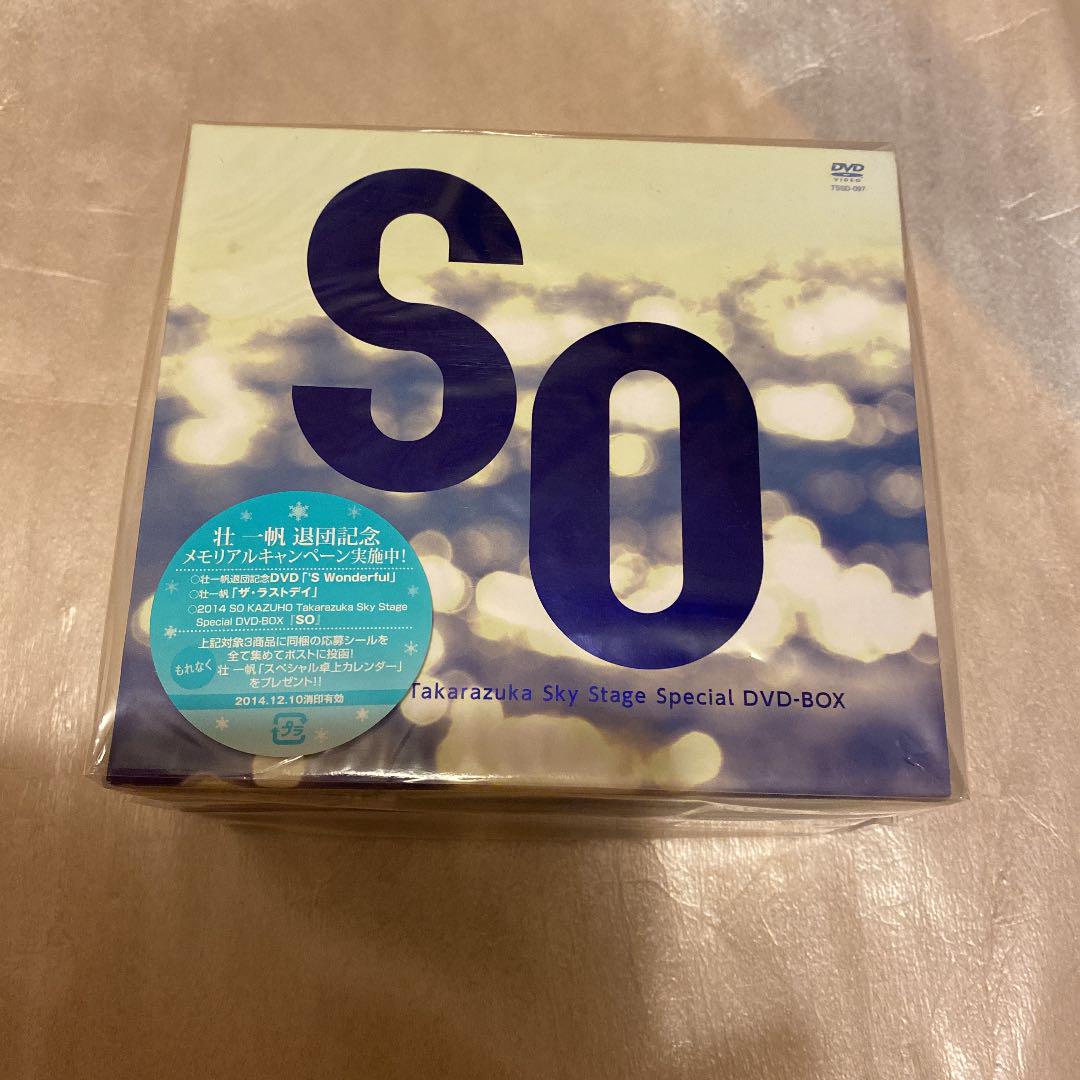 DVD
VIDEO
TSSD-097
SO
壮 一帆 退団記念
メモリアルキャンペーン実施中!
○壮一帆退団記念DVD「'S Wonderful」
○壮一帆「ザ・ラストデイ」
○2014 SO KAZUHO Takarazuka Sky Stage
Special DVD-BOX 『SO』
上記対象3商品に同梱の応募シールを
全て集めてポストに投函!
もれなく 壮 一帆「スペシャル卓上カレンダー」
をプレゼント!!
2014.12.10消印有効
プラ
Takarazuka Sky Stage Special DVD-BOX